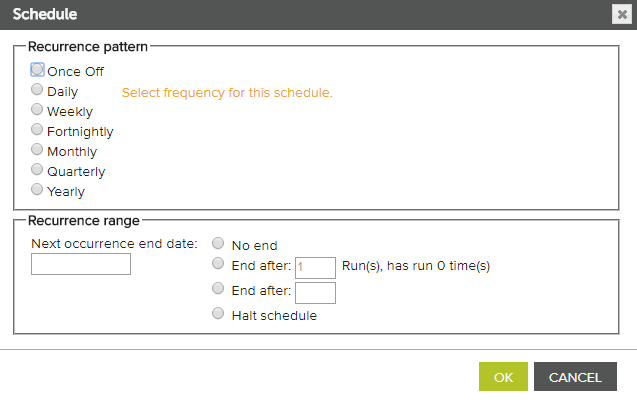 Schedule
Recurrence pattern
Once Off
Daily
Select frequency for this schedule.
Weekly
Fortnightly
Monthly
Quarterly
Yearly
Recurrence range
Next occurrence end date:
No end
End after: 1 Run(s), has run 0 time(s)
End after:
Halt schedule
OK
CANCEL